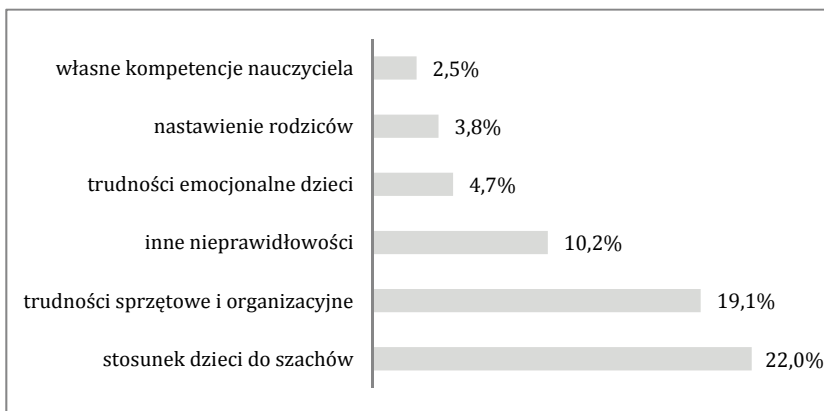 własne kompetencje nauczyciela 2,5%
nastawienie rodziców 3,8%
trudności emocjonalne dzieci 4,7%
inne nieprawidłowości 10,2%
trudności sprzętowe i organizacyjne 19,1%
stosunek dzieci do szachów 22,0%